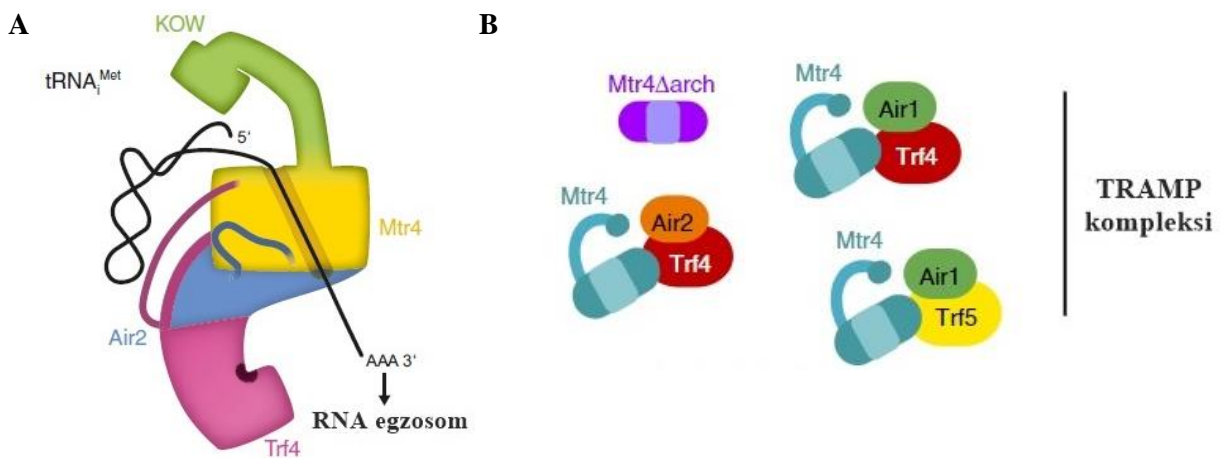 A
KOW
tRNAiMet
5'
Mtr4
Air2
AAA 3'
RNA egzosom
Trf4
B
Mtr4Δarch
Mtr4
Air1
Trf4
Mtr4
Air2
Trf4
Mtr4
Air1
Trf5
TRAMP
kompleksi